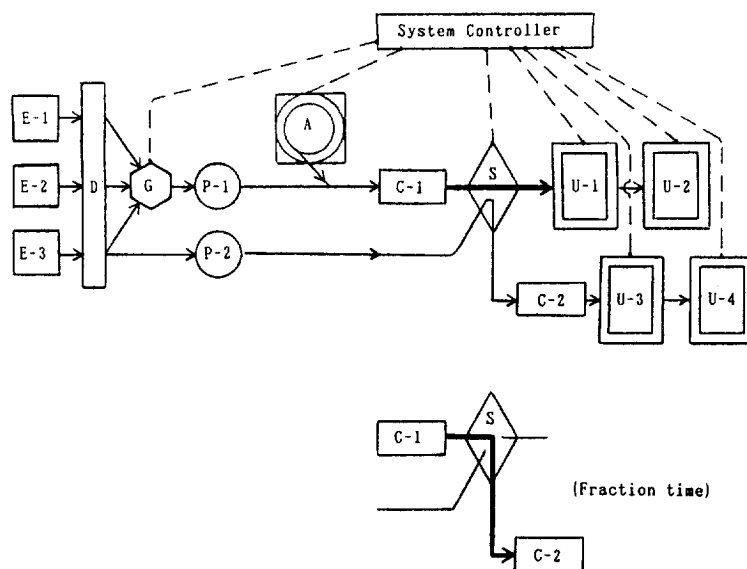 System Controller
A
E-1
E-2
E-3
D
G
P-1
P-2
C-1
S
U-1
U-2
C-2
U-3
U-4
S
C-1
(Fraction time)
C-2